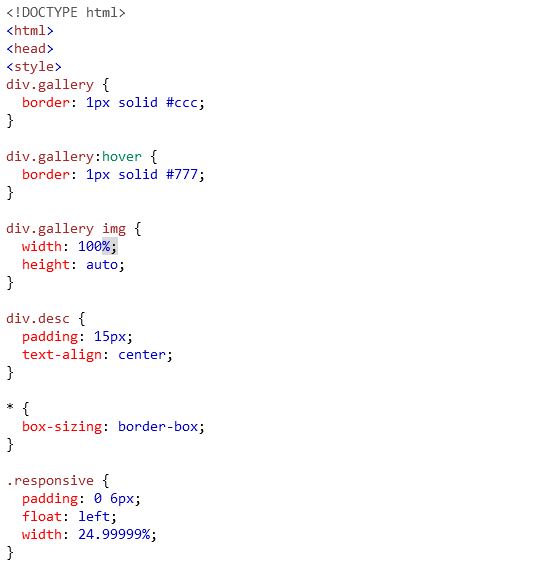 <!DOCTYPE html>
<html>
<head>
<style>
div.gallery {
  border: 1px solid #ccc;
}

div.gallery:hover {
  border: 1px solid #777;
}

div.gallery img {
  width: 100%;
  height: auto;
}

div.desc {
  padding: 15px;
  text-align: center;
}

* {
  box-sizing: border-box;
}

.responsive {
  padding: 0 6px;
  float: left;
  width: 24.99999%;
}